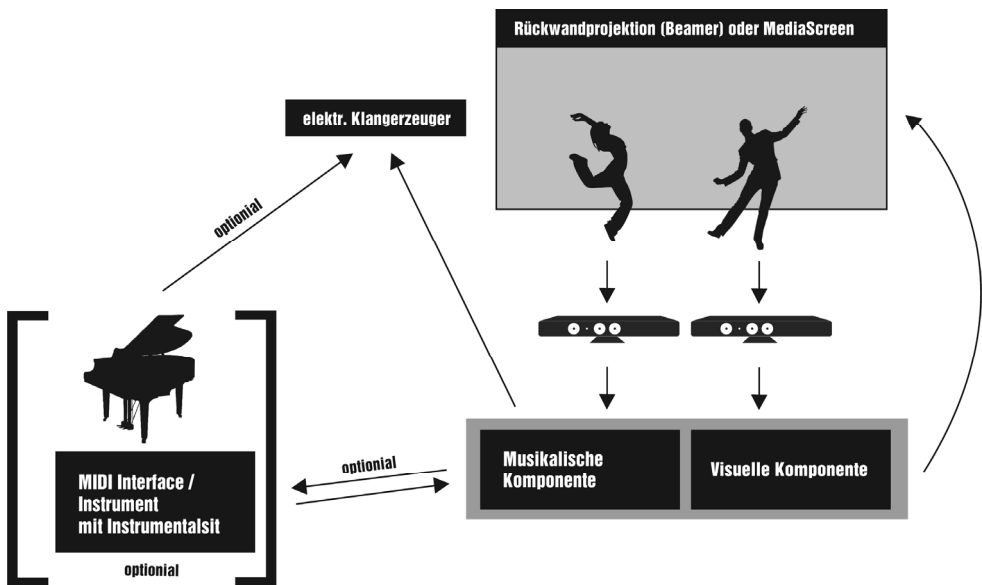 Rückwandprojektion (Beamer) oder MediaScreen
elektr. Klangerzeuger
optionial
MIDI Interface /
Instrument
mit Instrumentalsit
optionial
optionial
Musikalische
Komponente
Visuelle Komponente